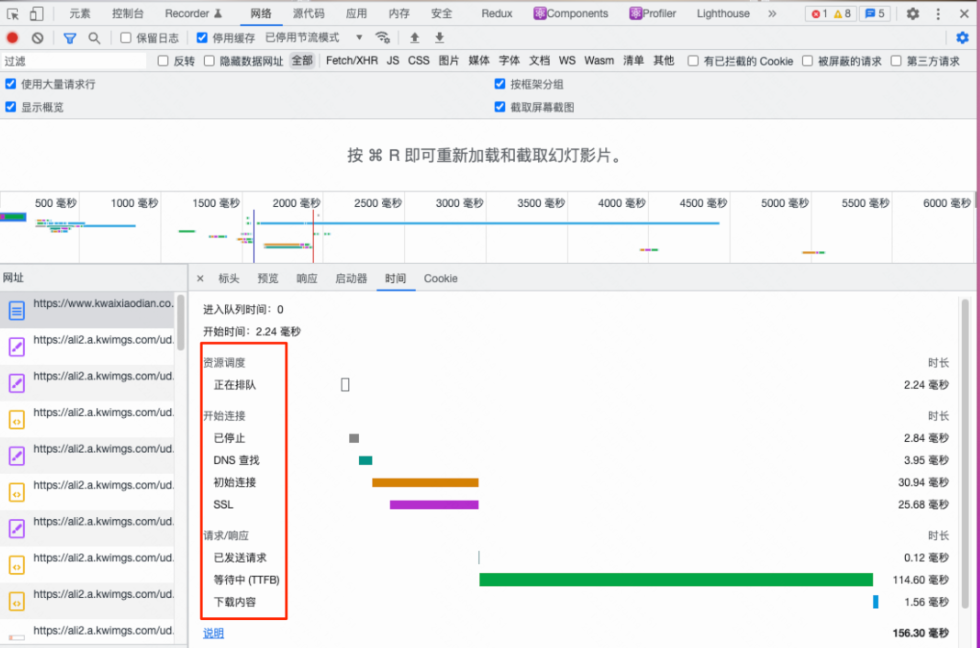 元素 控制台 Recorder 网络 源代码 应用 内存 安全 Redux Components Profiler Lighthouse » 1 8 5
保留日志 停用缓存 已停用节流模式
过滤 反转 隐藏数据网址 全部 Fetch/XHR JS CSS 图片 媒体 字体 文档 WS Wasm 清单 其他 有已拦截的 Cookie 被屏蔽的请求 第三方请求
使用大量请求行 按框架分组
显示概览 截取屏幕截图
按 ⌘ R 即可重新加载和截取幻灯影片。
500 毫秒 1000 毫秒 1500 毫秒 2000 毫秒 2500 毫秒 3000 毫秒 3500 毫秒 4000 毫秒 4500 毫秒 5000 毫秒 5500 毫秒 6000 毫秒
网址 × 标头 预览 响应 启动器 时间 Cookie
https://www.kwaixiaodian.co.
https://ali2.a.kwimgs.com/ud.
https://ali2.a.kwimgs.com/ud.
https://ali2.a.kwimgs.com/ud.
https://ali2.a.kwimgs.com/ud.
https://ali2.a.kwimgs.com/ud.
https://ali2.a.kwimgs.com/ud.
https://ali2.a.kwimgs.com/ud.
https://ali2.a.kwimgs.com/ud.
https://ali2.a.kwimgs.com/ud.
进入队列时间：0
开始时间：2.24 毫秒
资源调度 时长
正在排队 2.24 毫秒
开始连接 时长
已停止 2.84 毫秒
DNS 查找 3.95 毫秒
初始连接 30.94 毫秒
SSL 25.68 毫秒
请求/响应 时长
已发送请求 0.12 毫秒
等待中 (TTFB) 114.60 毫秒
下载内容 1.56 毫秒
说明 156.30 毫秒